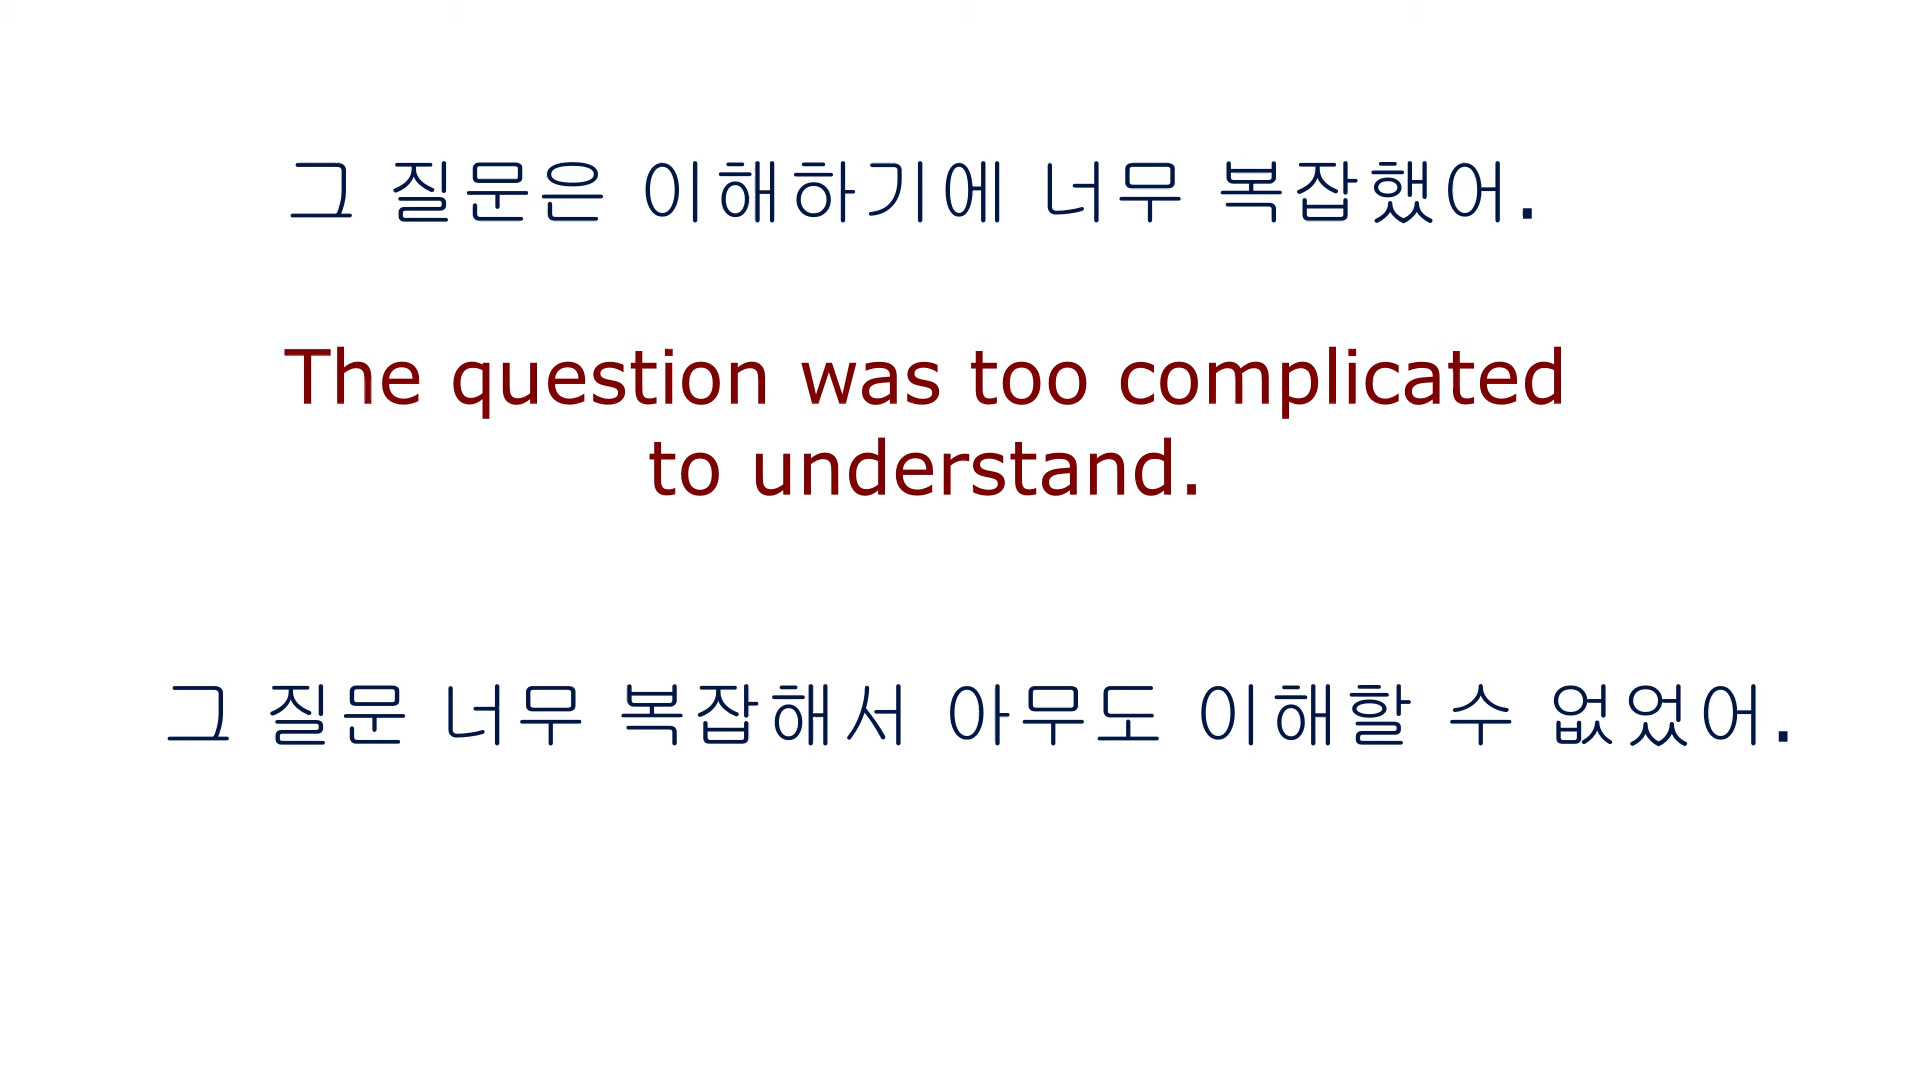 그 질문은 이해하기에 너무 복잡했어.
The question was too complicated
to understand.
그 질문 너무 복잡해서 아무도 이해할 수 없었어.